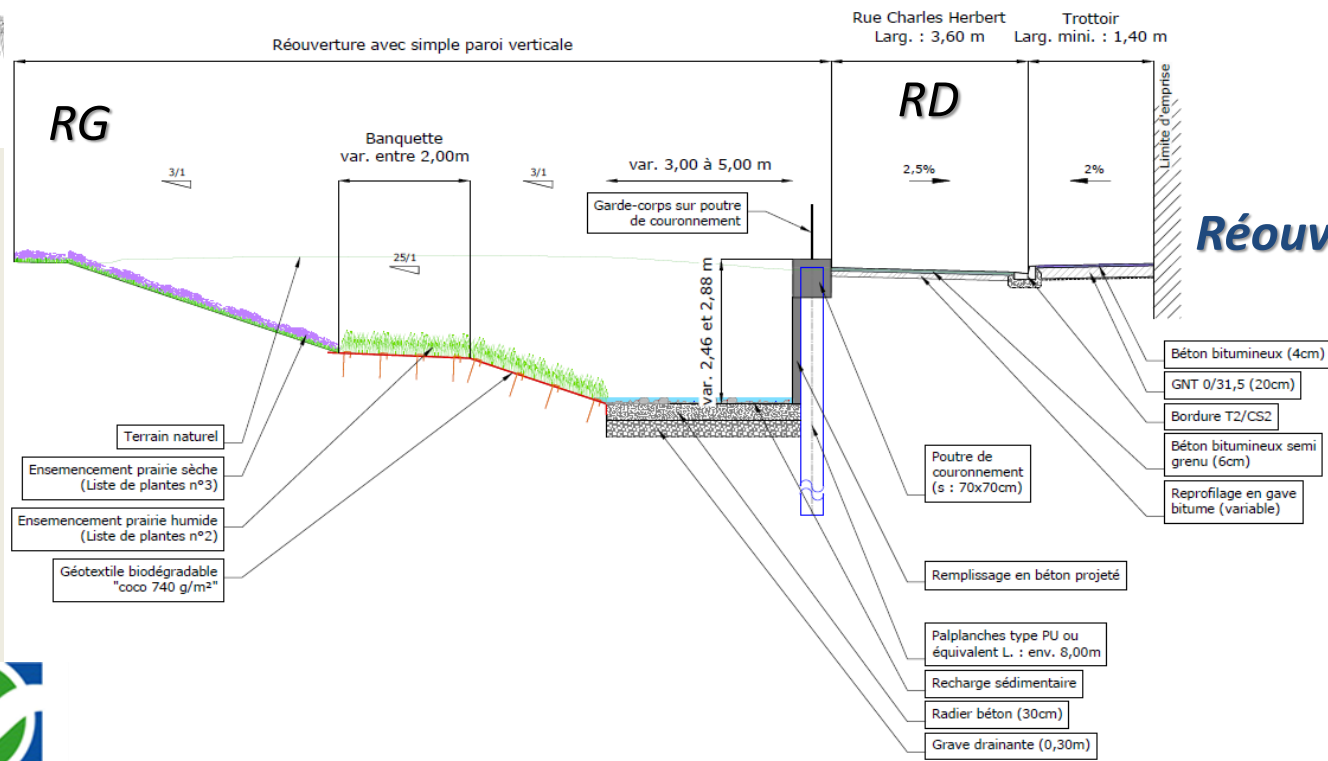 Rue Charles Herbert
Larg. : 3,60 m
Trottoir
Larg. mini. : 1,40 m
Réouverture avec simple paroi verticale
Limite d'emprise
RG
RD
Banquette
var. entre 2,00m
var. 3,00 à 5,00 m
3/1
3/1
2,5%
2%
Garde-corps sur poutre
de couronnement
Réouv
25/1
var. 2,46 et 2,88 m
Terrain naturel
Ensemencement prairie sèche
(Liste de plantes n°3)
Ensemencement prairie humide
(Liste de plantes n°2)
Géotextile biodégradable
"coco 740 g/m²"
Béton bitumineux (4cm)
GNT 0/31,5 (20cm)
Bordure T2/CS2
Béton bitumineux semi
grenu (6cm)
Reprofilage en gave
bitume (variable)
Poutre de
couronnement
(s : 70x70cm)
Remplissage en béton projeté
Palplanches type PU ou
équivalent L. : env. 8,00m
Recharge sédimentaire
Radier béton (30cm)
Grave drainante (0,30m)